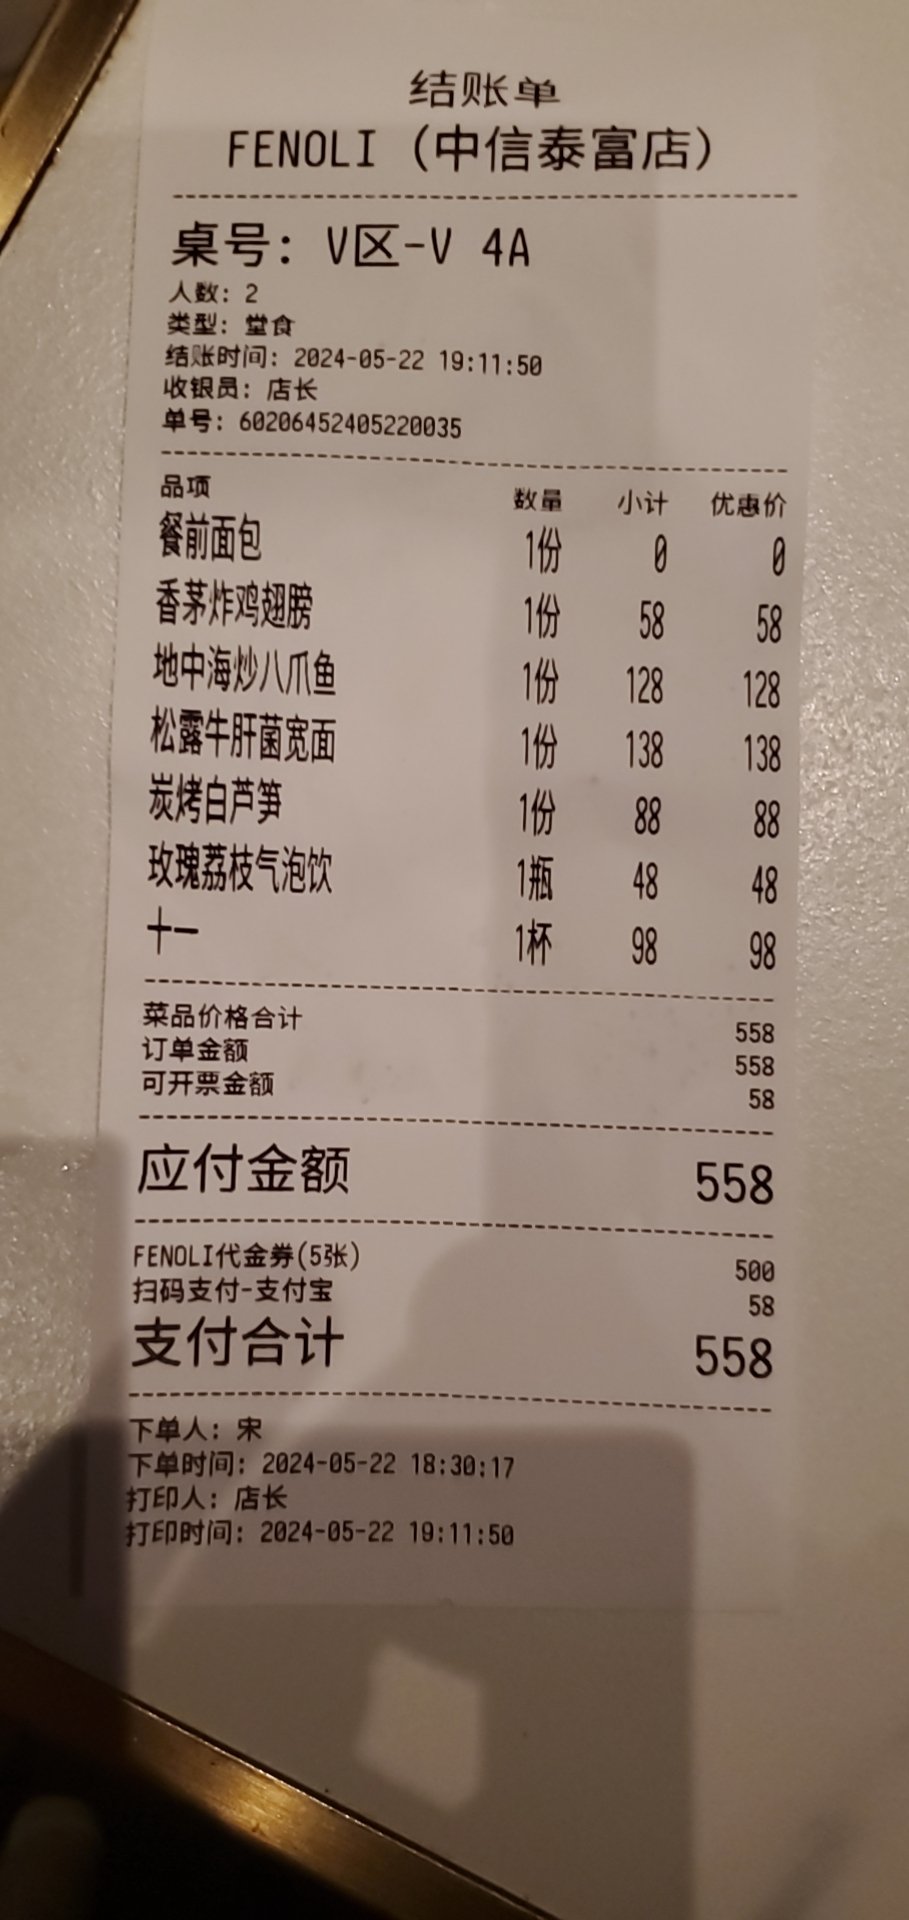 结账单
FENOLI (中信泰富店)
桌号: V区-V 4A
人数: 2
类型: 堂食
结账时间: 2024-05-22 19:11:50
收银员: 店长
单号: 60206452405220035
品项 数量 小计 优惠价
餐前面包 1份 0 0
香茅炸鸡翅膀 1份 58 58
地中海炒八爪鱼 1份 128 128
松露牛肝菌宽面 1份 138 138
炭烤白芦笋 1份 88 88
玫瑰荔枝气泡饮 1瓶 48 48
十一 1杯 98 98
菜品价格合计 558
订单金额 558
可开票金额 58
应付金额 558
FENOLI代金券(5张) 500
扫码支付-支付宝 58
支付合计 558
下单人: 宋
下单时间: 2024-05-22 18:30:17
打印人: 店长
打印时间: 2024-05-22 19:11:50